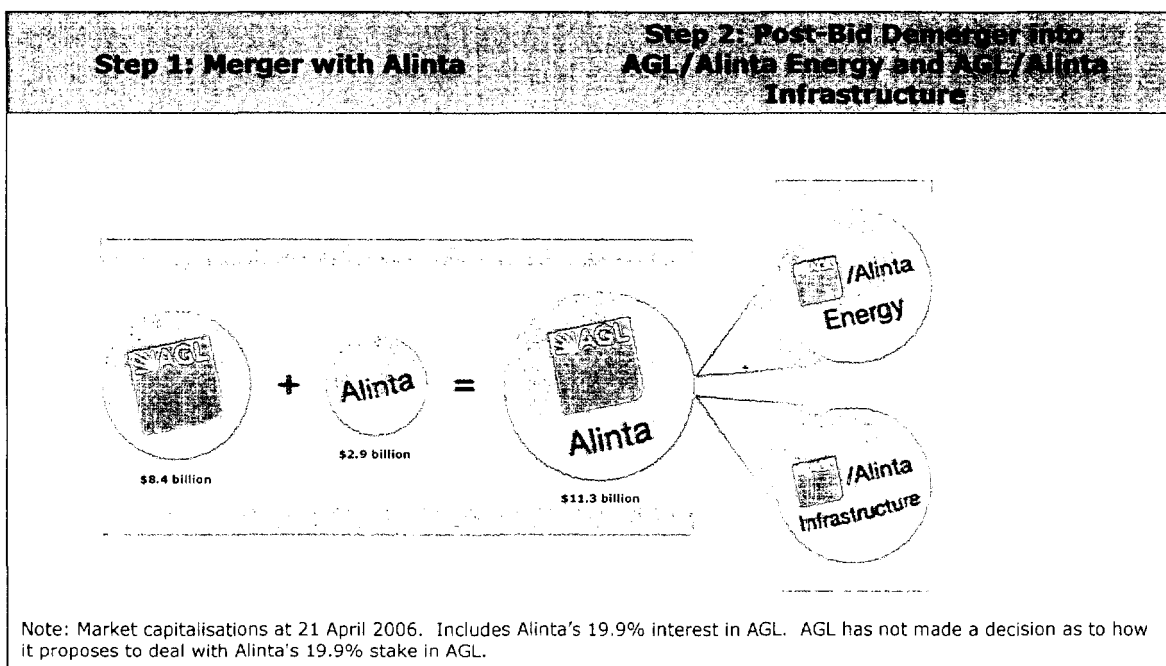 Step 1: Merger with Alinta
Step 2: Post-Bid Demerger into
AGL/Alinta Energy and AGL/Alinta
Infrastructure
AGL
+
Alinta
=
AGL
Alinta
$8.4 billion
$2.9 billion
$11.3 billion
/Alinta
Energy
/Alinta
Infrastructure
Note: Market capitalisations at 21 April 2006. Includes Alinta's 19.9% interest in AGL. AGL has not made a decision as to how
it proposes to deal with Alinta's 19.9% stake in AGL.